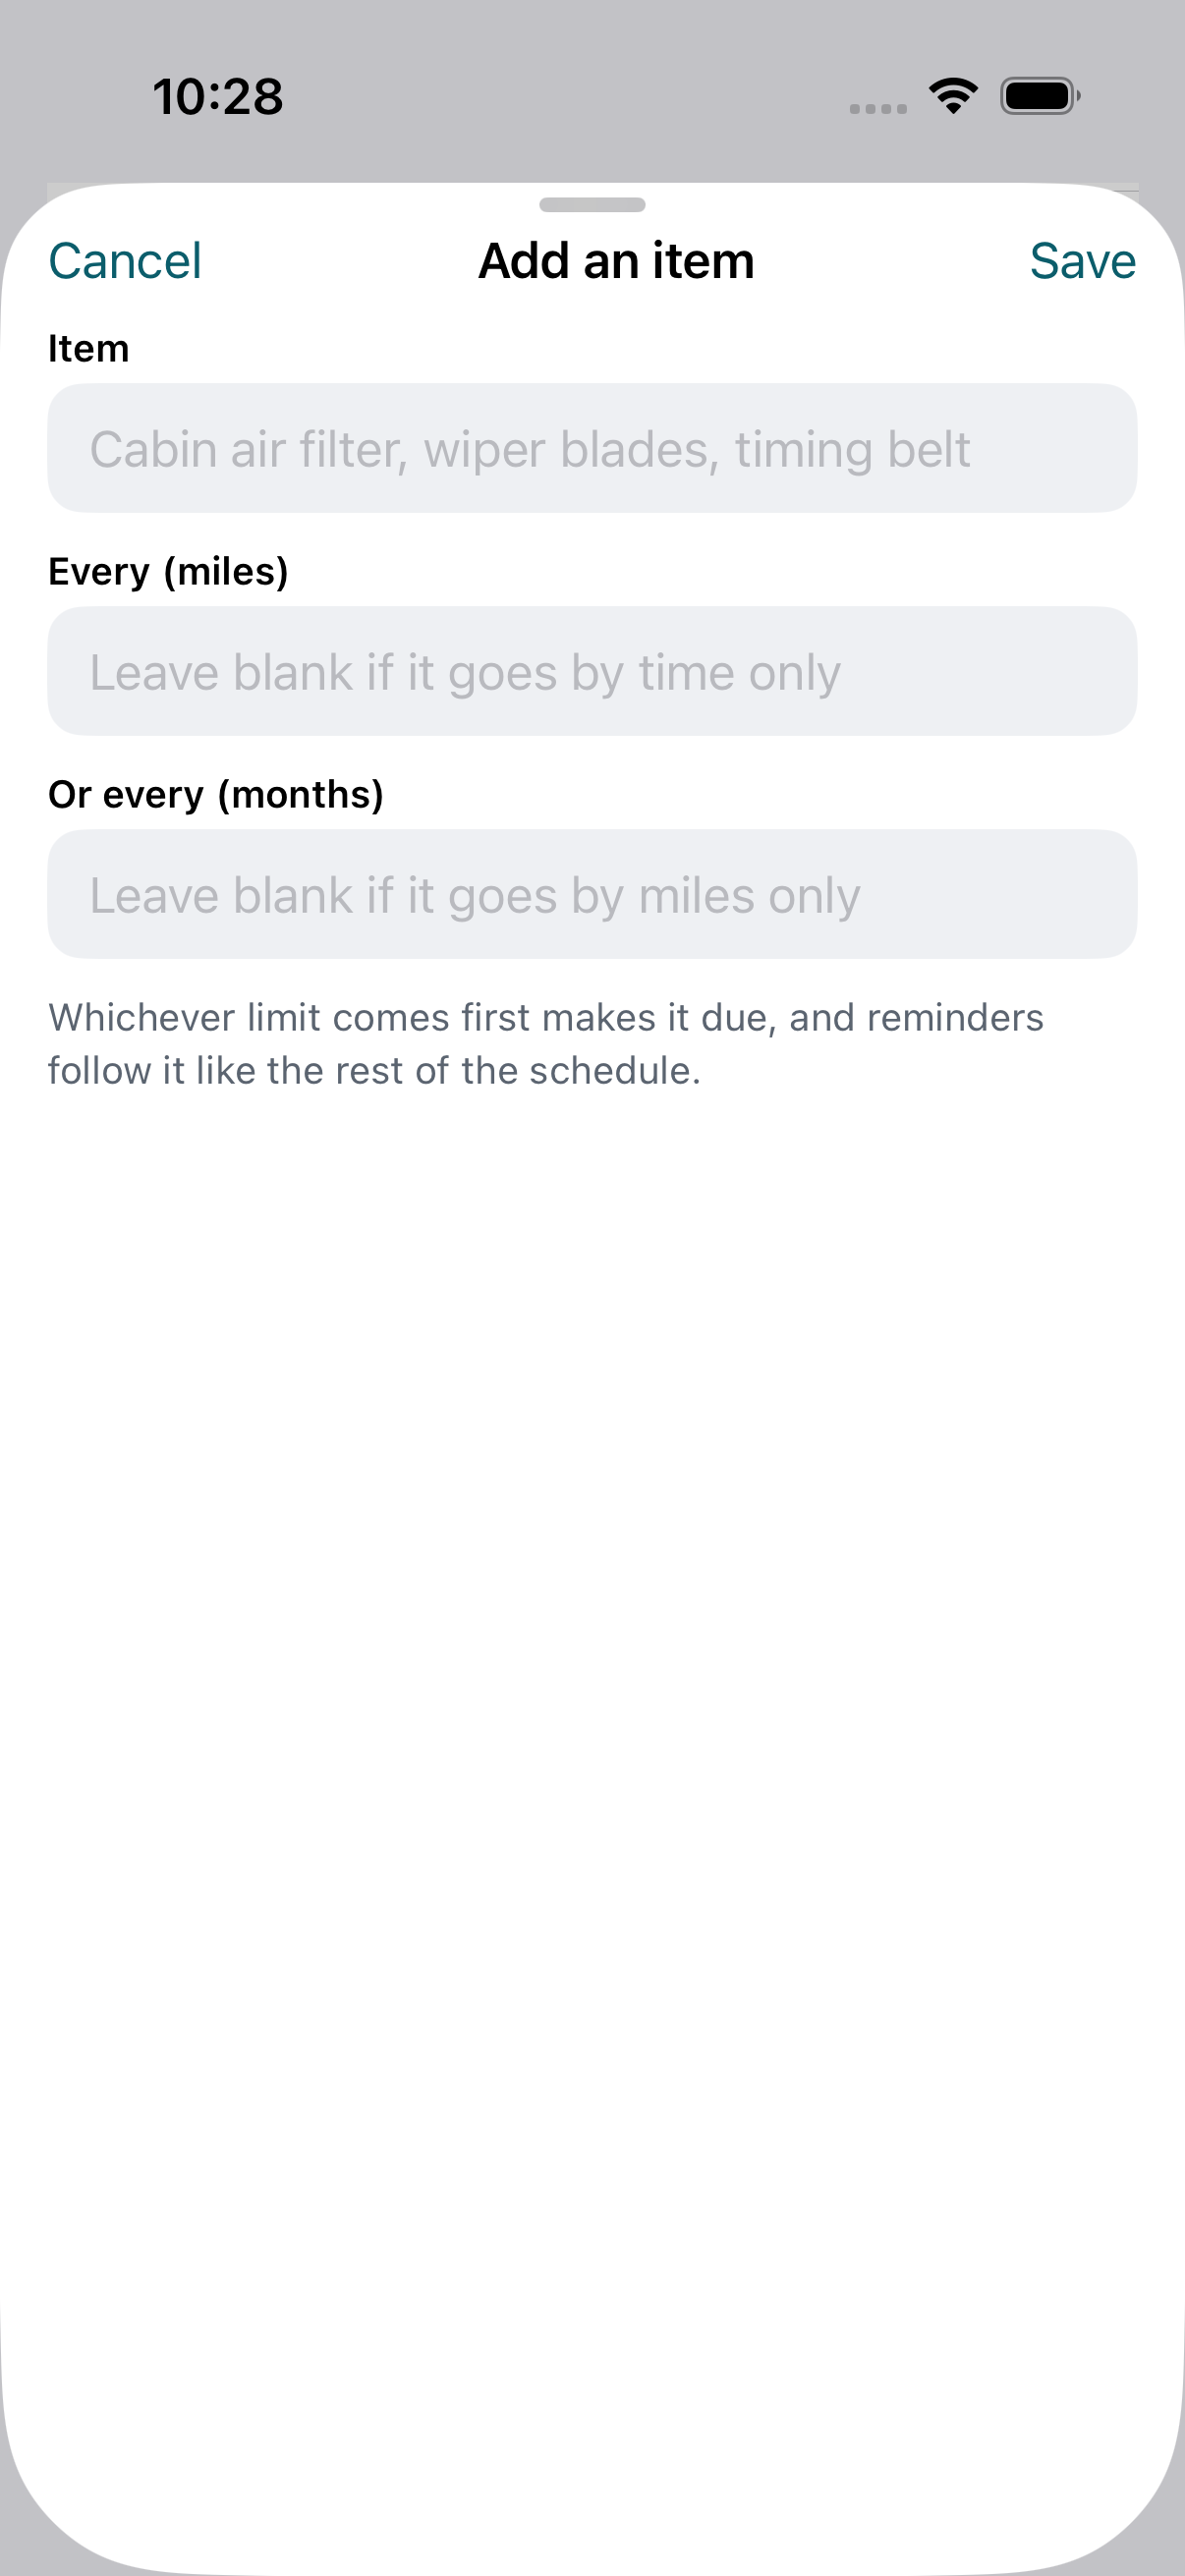 10:28
Cancel Add an item Save
Item
Cabin air filter, wiper blades, timing belt
Every (miles)
Leave blank if it goes by time only
Or every (months)
Leave blank if it goes by miles only
Whichever limit comes first makes it due, and reminders
follow it like the rest of the schedule.